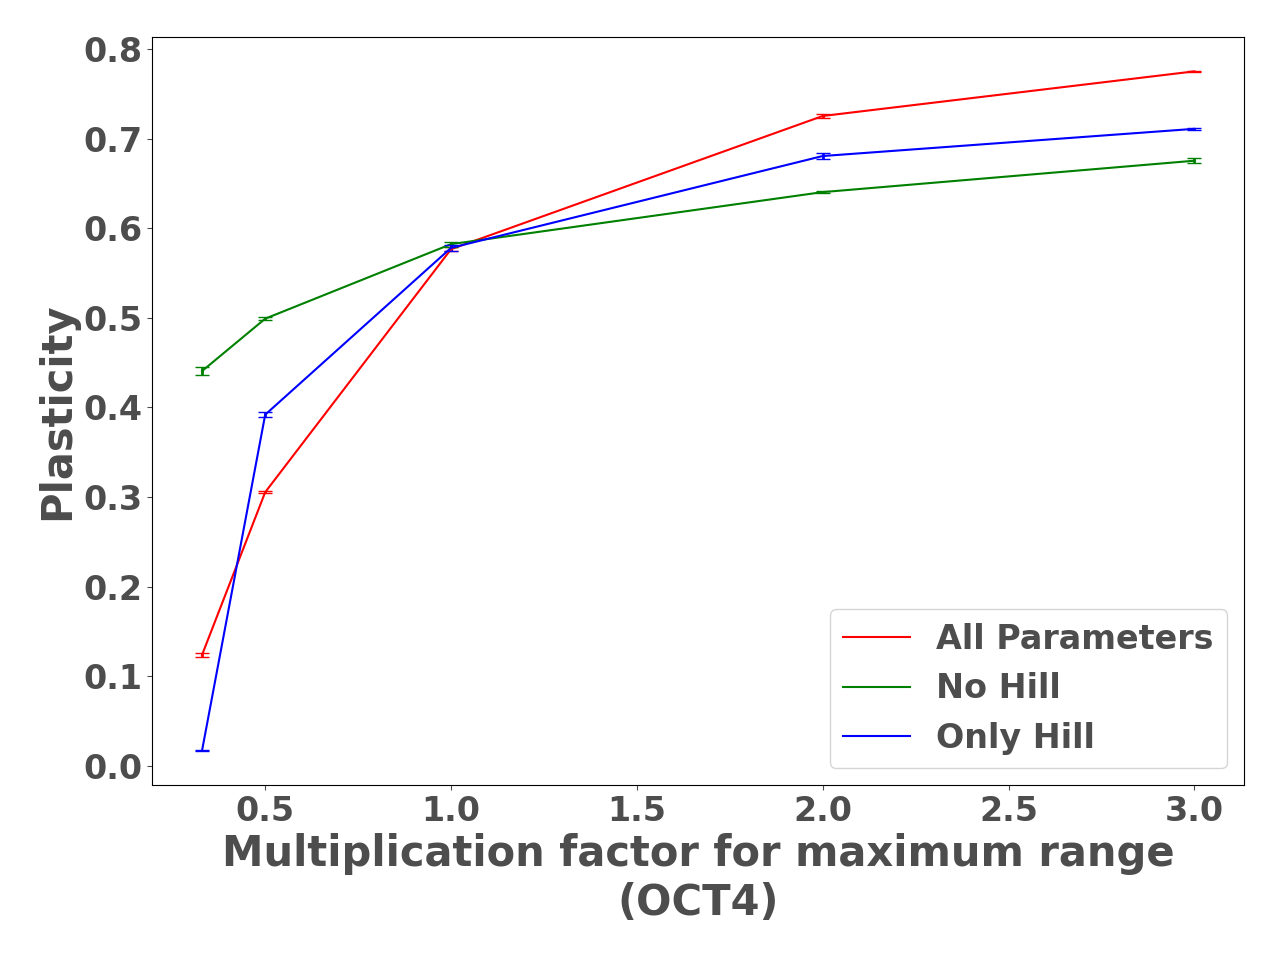 0.8
0.7
0.6
0.5
0.4
0.3
0.2
0.1
0.0
Plasticity
All Parameters
No Hill
Only Hill
0.5 1.0 1.5 2.0 2.5 3.0
Multiplication factor for maximum range
(OCT4)